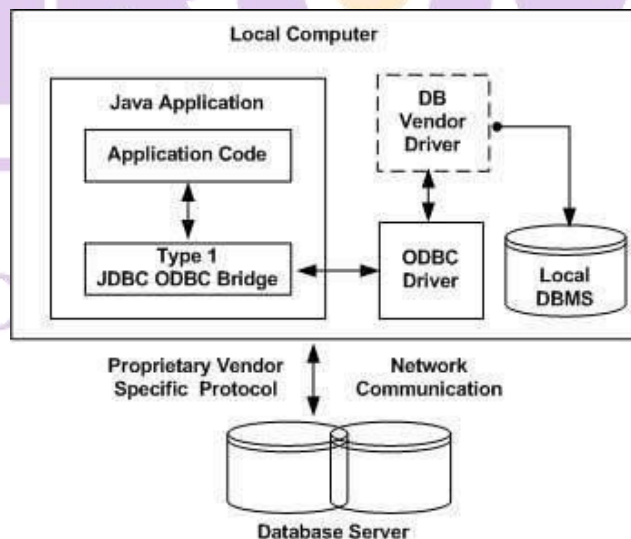 Local Computer
Java Application
Application Code
Type 1
JDBC ODBC Bridge
DB
Vendor
Driver
ODBC
Driver
Local
DBMS
Proprietary Vendor
Specific Protocol
Network
Communication
Database Server